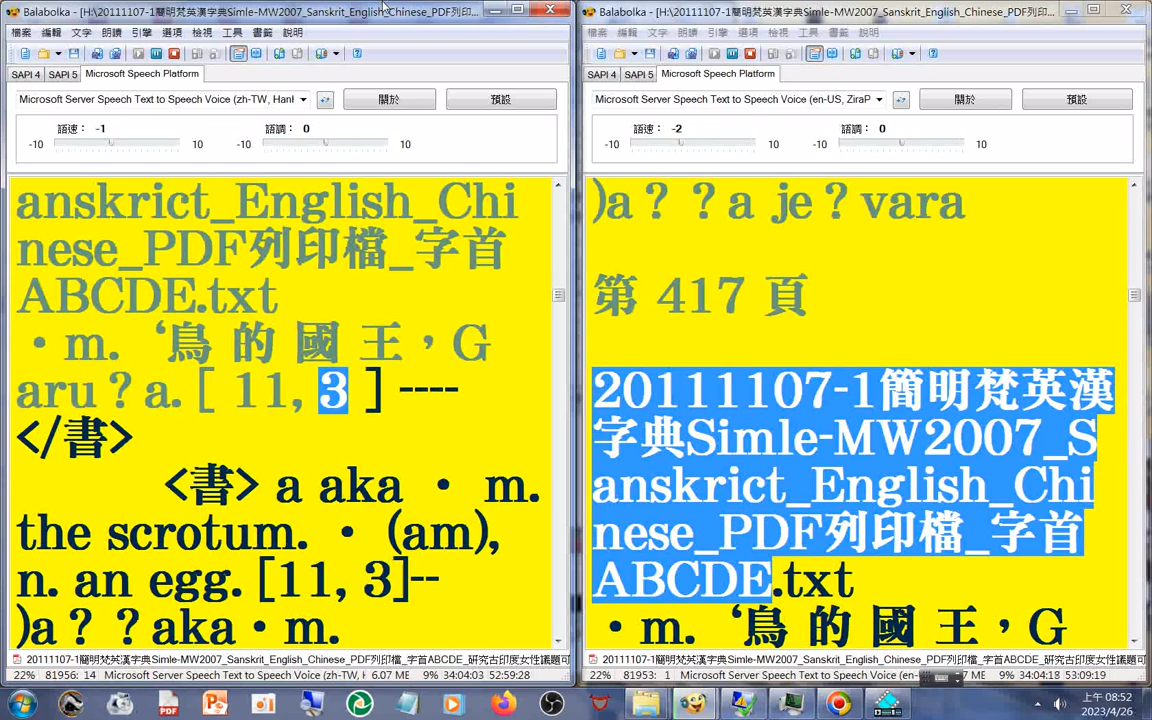 Balabolka - [H:\20111107-1簡明梵英漢字典Simle-MW2007_Sanskrit_English_Chinese_PDF列印...
檔案 編輯 文字 朗讀 引擎 選項 檢視 工具 書籤 說明
SAPI 4 SAPI 5 Microsoft Speech Platform
Microsoft Server Speech Text to Speech Voice (zh-TW, Hanl 關於 預設
語速： -1 語調： 0
-10 10 -10 10
anskrict_English_Chi
nese_PDF列印檔_字首
ABCDE.txt
•m. ‘鳥 的 國 王，G
aru？a. [ 11, 3 ] ----
</書>
<書> a aka • m.
the scrotum. • (am),
n. an egg. [11, 3]--
)a？？aka•m.
20111107-1簡明梵英漢字典Simle-MW2007_Sanskrit_English_Chinese_PDF列印檔_字首ABCDE_研究古印度女性議題可
22% 81956: 14 Microsoft Server Speech Text to Speech Voice (zh-TW, H 6.07 ME 9% 34:04:03 52:59:28
Balabolka - [H:\20111107-1簡明梵英漢字典Simle-MW2007_Sanskrit_English_Chinese_PDF列印...
檔案 編輯 文字 朗讀 引擎 選項 檢視 工具 書籤 說明
SAPI 4 SAPI 5 Microsoft Speech Platform
Microsoft Server Speech Text to Speech Voice (en-US, ZiraP 關於 預設
語速： -2 語調： 0
-10 10 -10 10
)a？？a je？vara
第 417 頁
20111107-1簡明梵英漢
字典Simle-MW2007_S
anskrict_English_Chi
nese_PDF列印檔_字首
ABCDE.txt
•m. ‘鳥 的 國 王，G
20111107-1簡明梵英漢字典Simle-MW2007_Sanskrit_English_Chinese_PDF列印檔_字首ABCDE_研究古印度女性議題可
22% 81953: 1 Microsoft Server Speech Text to Speech Voice (en-US, 9% 34:04:18 53:09:19
上午 08:52
2023/4/26